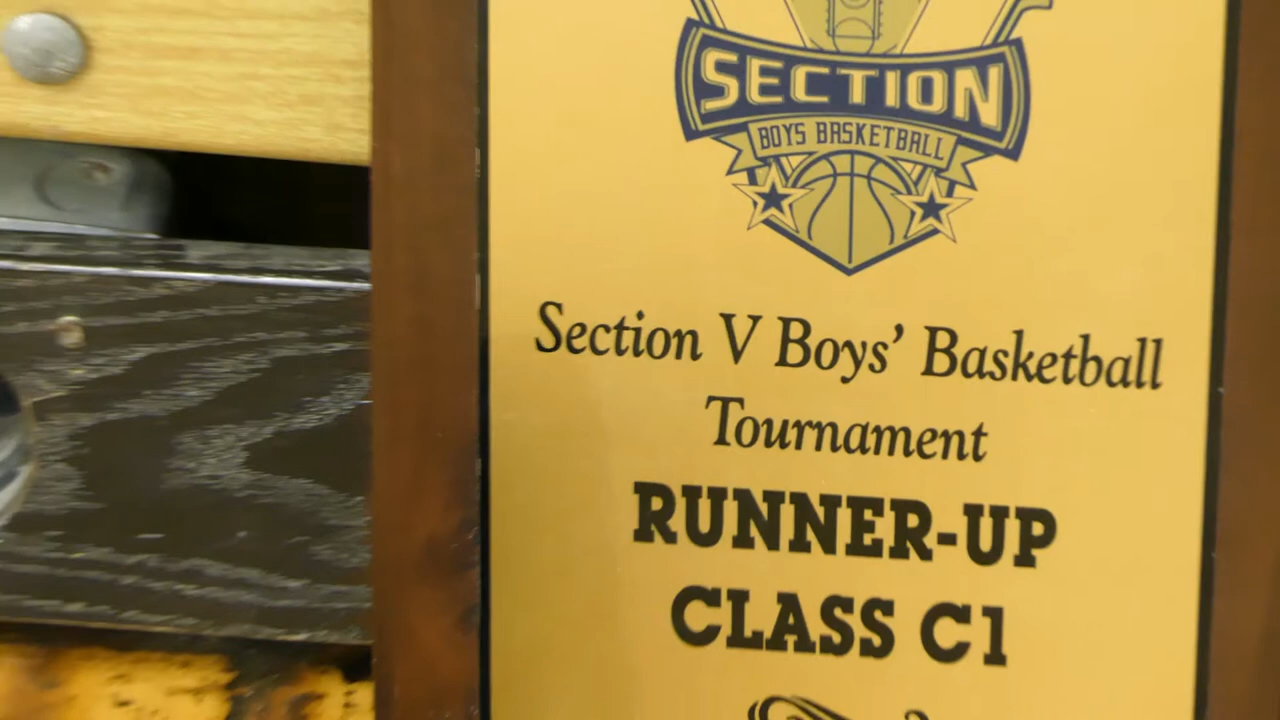 SECTION
BOYS BASKETBALL
Section V Boys' Basketball
Tournament
RUNNER-UP
CLASS C1